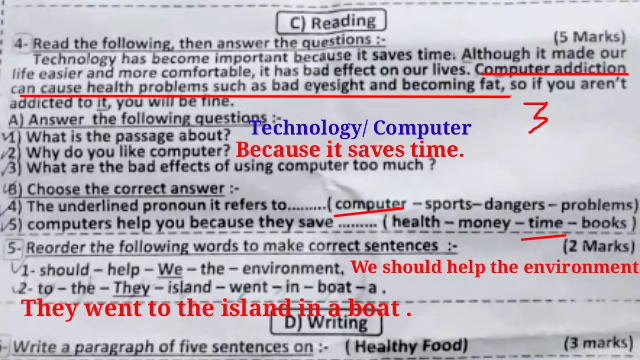 C) Reading
4- Read the following, then answer the questions :- (5 Marks)
Technology has become important because it saves time. Although it made our
life easier and more comfortable, it has bad effect on our lives. Computer addiction
can cause health problems such as bad eyesight and becoming fat, so if you aren't
addicted to it, you will be fine.
3
A) Answer the following questions :-
1) What is the passage about? Technology/ Computer
2) Why do you like computer? Because it saves time.
3) What are the bad effects of using computer too much ?
B) Choose the correct answer :-
4) The underlined pronoun it refers to.........( computer – sports– dangers – problems)
5) computers help you because they save ......... ( health – money – time – books )
5- Reorder the following words to make correct sentences :- (2 Marks)
1- should – help – We – the – environment, We should help the environment
2- to – the – They – island – went – in – boat – a .
They went to the island in a boat .
D) Writing
- Write a paragraph of five sentences on :- ( Healthy Food) (3 marks)